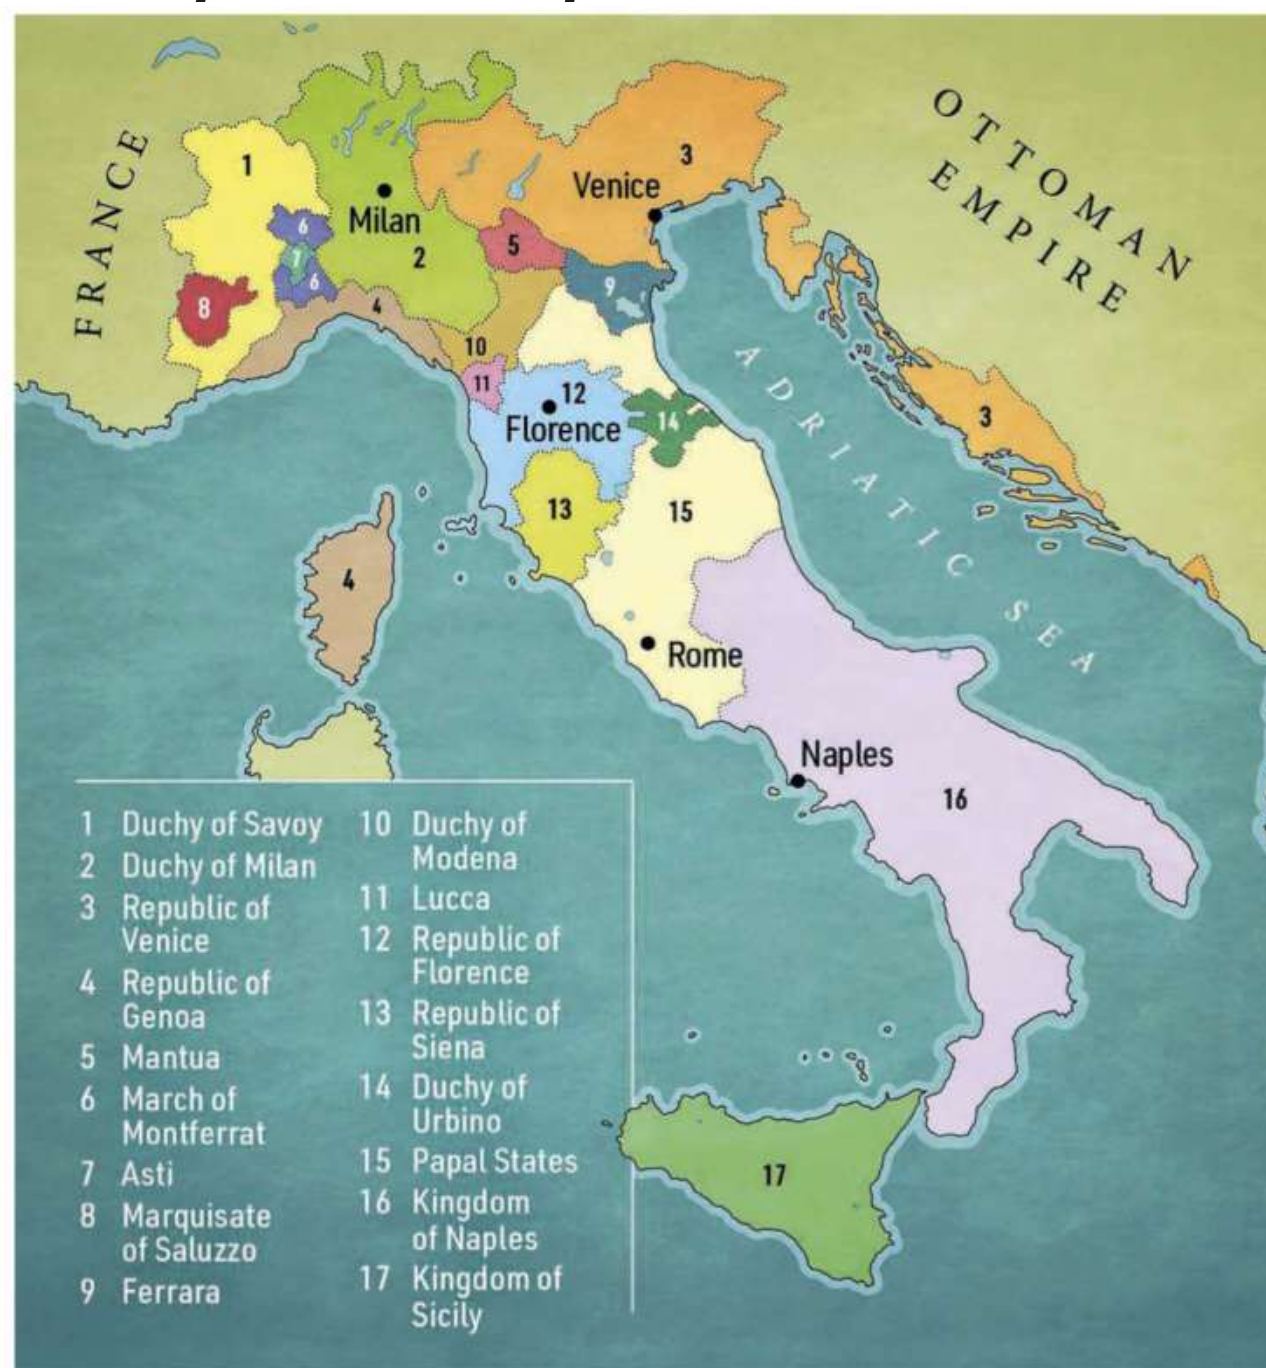 FRANCE
OTTOMAN
EMPIRE
ADRIATIC SEA
1
3
Venice
Milan
2
6
7
6
5
9
8
4
10
11
12
Florence
14
3
13
15
4
Rome
Naples
16
17
1 Duchy of Savoy
2 Duchy of Milan
3 Republic of
Venice
4 Republic of
Genoa
5 Mantua
6 March of
Montferrat
7 Asti
8 Marquisate
of Saluzzo
9 Ferrara
10 Duchy of
Modena
11 Lucca
12 Republic of
Florence
13 Republic of
Siena
14 Duchy of
Urbino
15 Papal States
16 Kingdom
of Naples
17 Kingdom of
Sicily